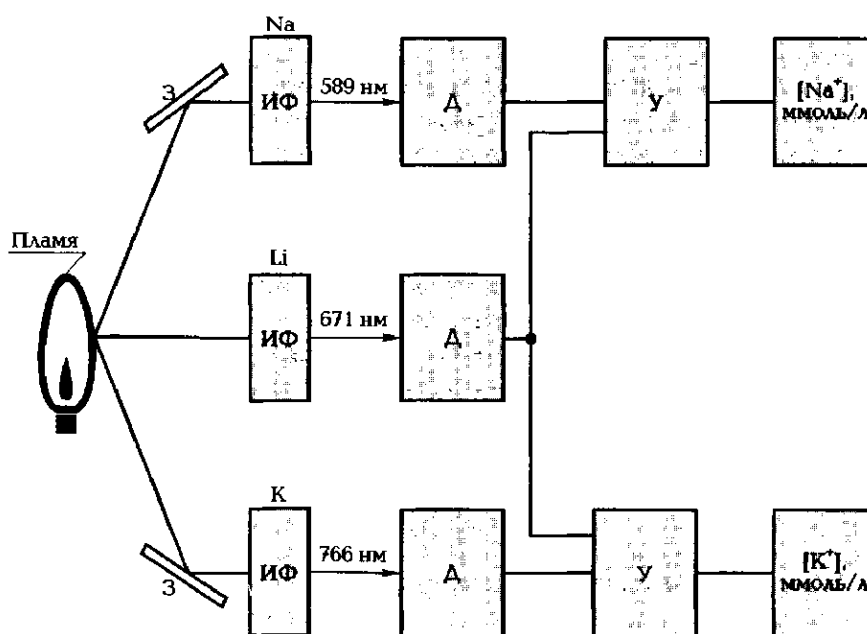 Na
З
ИФ
589 нм
Д
У
[Na⁺],
ммоль/л
Пламя
Li
ИФ
671 нм
Д
K
З
ИФ
766 нм
Д
У
[K⁺],
ммоль/л